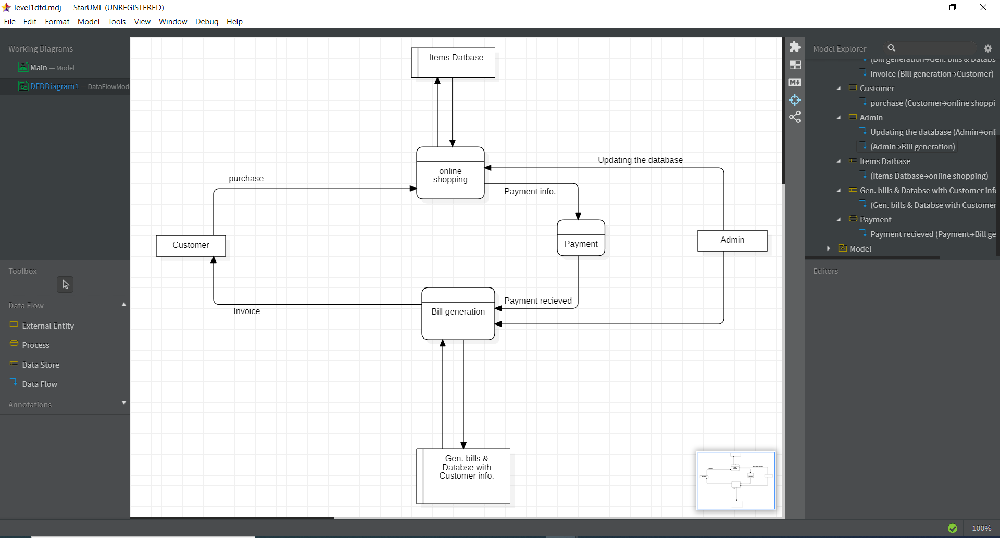 level1dfd.mdj — StarUML (UNREGISTERED)
File Edit Format Model Tools View Window Debug Help
Working Diagrams
Main — Model
DFDDiagram1 — DataFlowMod
Toolbox
Data Flow
External Entity
Process
Data Store
Data Flow
Annotations
Items Datbase
online
shopping
purchase
Updating the database
Payment info.
Customer
Payment
Admin
Invoice
Bill generation
Payment recieved
Gen. bills &
Databse with
Customer info.
Model Explorer
(Bill generation→Gen. bills & Databs
Invoice (Bill generation→Customer)
Customer
purchase (Customer→online shoppi
Admin
Updating the database (Admin→onli
(Admin→Bill generation)
Items Datbase
(Items Datbase→online shopping)
Gen. bills & Databse with Customer info
(Gen. bills & Databse with Customer
Payment
Payment recieved (Payment→Bill ge
Model
Editors
100%